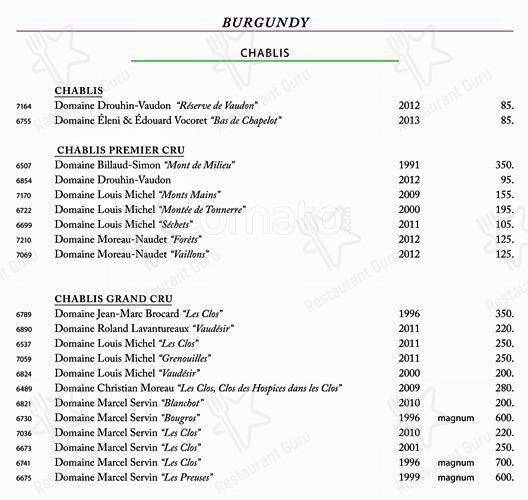 BURGUNDY
CHABLIS
CHABLIS
7164 Domaine Drouhin-Vaudon “Réserve de Vaudon” 2012 85.
6755 Domaine Éleni & Édouard Vocoret “Bas de Chapelot” 2013 85.
CHABLIS PREMIER CRU
6507 Domaine Billaud-Simon “Mont de Milieu” 1991 350.
6854 Domaine Drouhin-Vaudon 2012 95.
7170 Domaine Louis Michel “Monts Mains” 2009 155.
6722 Domaine Louis Michel “Montée de Tonnerre” 2000 195.
6699 Domaine Louis Michel “Séchets” 2011 105.
7210 Domaine Moreau-Naudet “Forêts” 2012 125.
7069 Domaine Moreau-Naudet “Vaillons” 2012 125.
CHABLIS GRAND CRU
6789 Domaine Jean-Marc Brocard “Les Clos” 1996 350.
6890 Domaine Roland Lavantureaux “Vaudésir” 2011 220.
6537 Domaine Louis Michel “Les Clos” 2011 250.
7059 Domaine Louis Michel “Grenouilles” 2011 250.
6824 Domaine Louis Michel “Vaudésir” 2000 200.
6489 Domaine Christian Moreau “Les Clos, Clos des Hospices dans les Clos” 2009 280.
6821 Domaine Marcel Servin “Blanchot” 2010 200.
6730 Domaine Marcel Servin “Bougros” 1996 magnum 600.
7036 Domaine Marcel Servin “Les Clos” 2010 220.
6673 Domaine Marcel Servin “Les Clos” 2001 250.
6741 Domaine Marcel Servin “Les Clos” 1996 magnum 700.
6675 Domaine Marcel Servin “Les Preuses” 1999 magnum 600.
Restaurant Guru
zomato